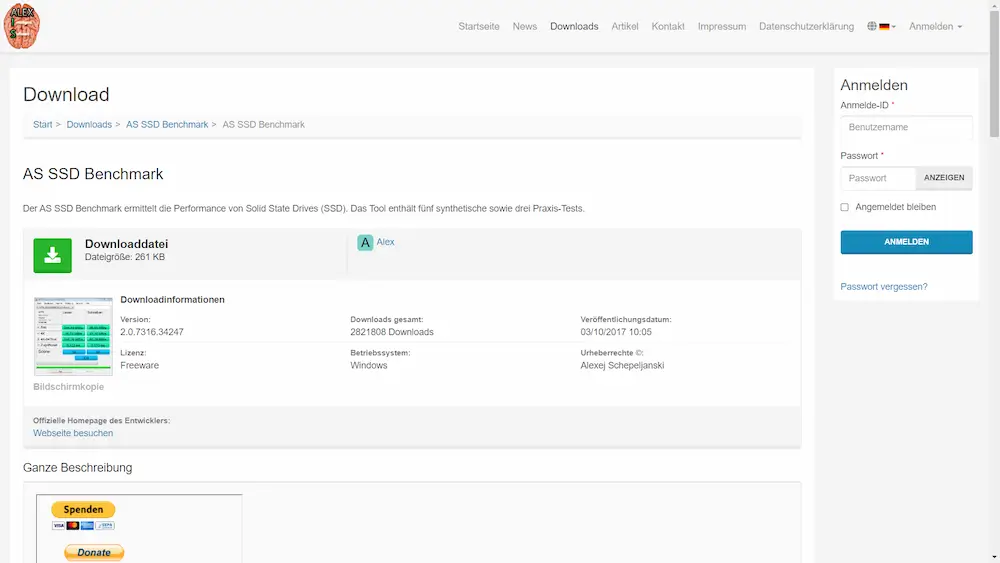 ALEX
IS
Startseite News Downloads Artikel Kontakt Impressum Datenschutzerklärung Anmelden
Download
Start > Downloads > AS SSD Benchmark > AS SSD Benchmark
AS SSD Benchmark
Der AS SSD Benchmark ermittelt die Performance von Solid State Drives (SSD). Das Tool enthält fünf synthetische sowie drei Praxis-Tests.
Downloaddatei
Dateigröße: 261 KB
A Alex
Downloadinformationen
Version:
2.0.7316.34247
Downloads gesamt:
2821808 Downloads
Veröffentlichungsdatum:
03/10/2017 10:05
Lizenz:
Freeware
Betriebssystem:
Windows
Urheberrechte ©:
Alexej Schepeljanski
Bildschirmkopie
Offizielle Homepage des Entwicklers:
Webseite besuchen
Ganze Beschreibung
Spenden
VISA
Donate
Anmelden
Anmelde-ID *
Benutzername
Passwort *
Passwort ANZEIGEN
Angemeldet bleiben
ANMELDEN
Passwort vergessen?